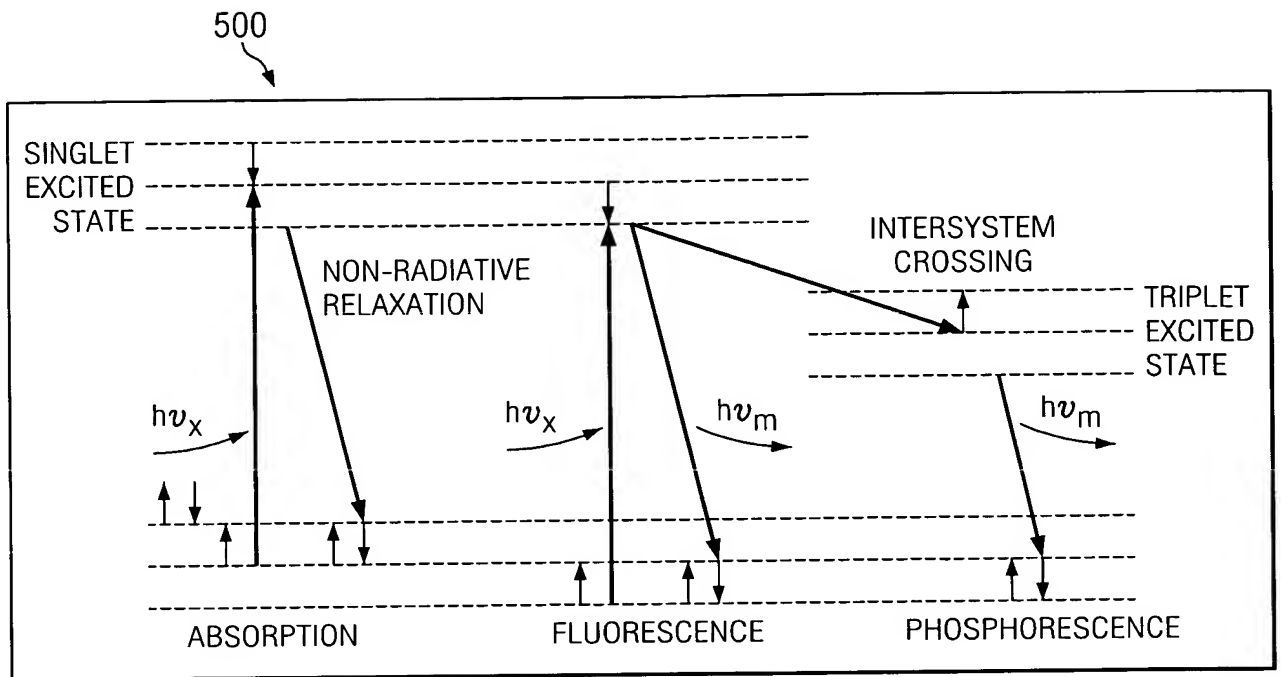 500
SINGLET
EXCITED
STATE
NON-RADIATIVE
RELAXATION
INTERSYSTEM
CROSSING
TRIPLET
EXCITED
STATE
hνx
hνx
hνm
hνm
ABSORPTION
FLUORESCENCE
PHOSPHORESCENCE